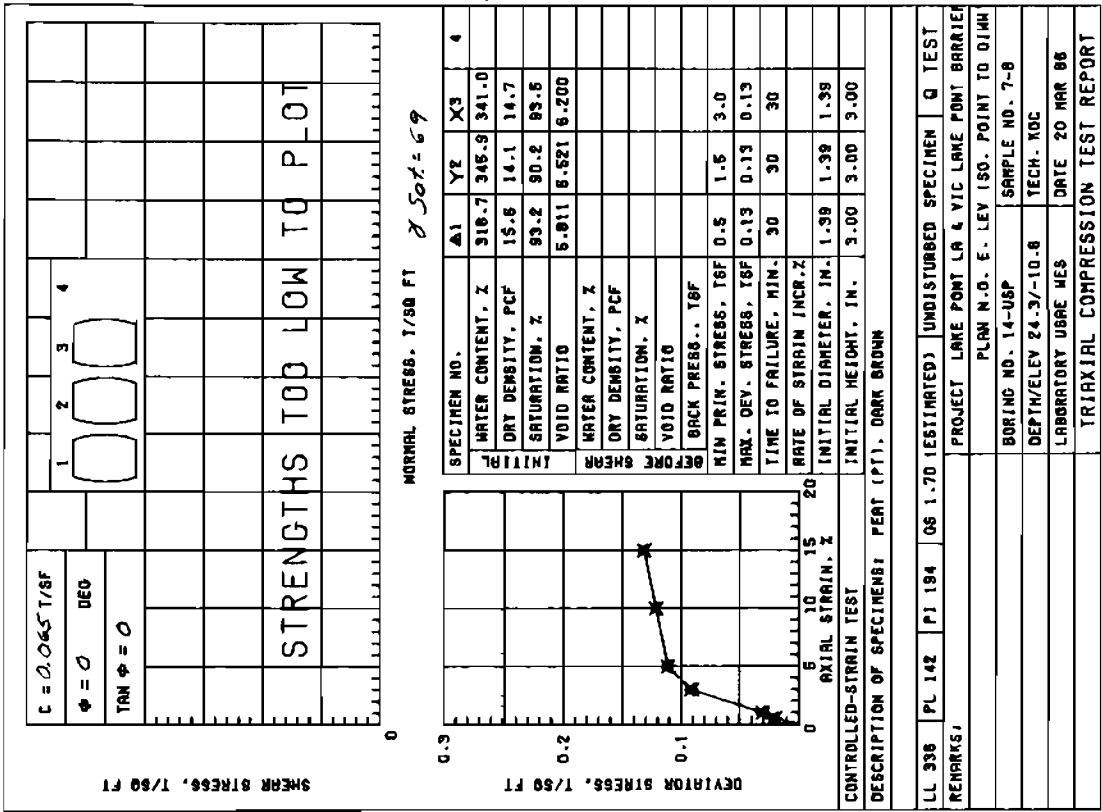 C = 0.065 T/SF
φ = 0 DEG
TAN φ = 0
1 2 3 4
SHEAR STRESS, T/SQ FT
STRENGTHS TOO LOW TO PLOT
0
NORMAL STRESS, T/SQ FT
γ Sat = 69
DEVIATOR STRESS, T/SQ FT
0.3
0.2
0.1
0
0 5 10 15 20
AXIAL STRAIN, %
SPECIMEN NO. 1 2 3 4
INITIAL
WATER CONTENT, % 318.7 345.9 341.0
DRY DENSITY, PCF 15.6 14.1 14.7
SATURATION, % 93.2 90.2 93.5
VOID RATIO 5.811 6.521 6.200
BEFORE SHEAR
WATER CONTENT, %
DRY DENSITY, PCF
SATURATION, %
VOID RATIO
BACK PRESS., TSF
MIN PRIN. STRESS, TSF 0.5 1.5 3.0
MAX. DEV. STRESS, TSF 0.13 0.13 0.13
TIME TO FAILURE, MIN. 30 30 30
RATE OF STRAIN INCR.%
INITIAL DIAMETER, IN. 1.39 1.39 1.39
INITIAL HEIGHT, IN. 3.00 3.00 3.00
CONTROLLED-STRAIN TEST
DESCRIPTION OF SPECIMENS: PEAT (PT), DARK BROWN
LL 336 PL 142 PI 194 GS 1.70 (ESTIMATED) UNDISTURBED SPECIMEN Q TEST
REMARKS:
PROJECT LAKE PONT LA & VIC LAKE PONT BARRIER
PLAN N.O. E. LEV ISO. POINT TO GIWW
BORING NO. 14-USP SAMPLE NO. 7-B
DEPTH/ELEV 24.3/-10.6 TECH. KGC
LABORATORY USAE WES DATE 20 MAR 86
TRIAXIAL COMPRESSION TEST REPORT